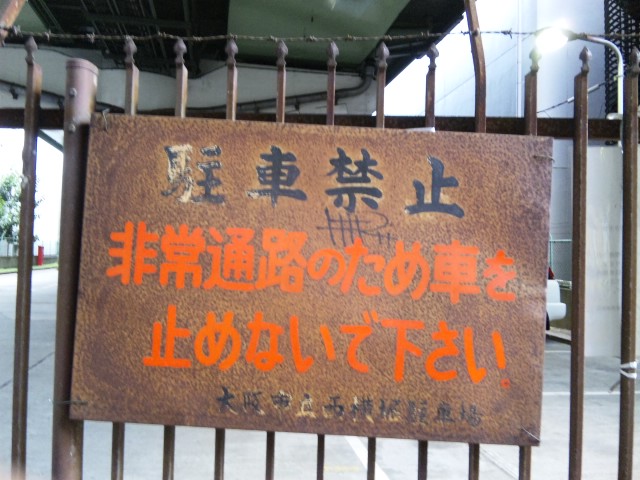 駐車禁止
非常通路のため車を
止めないで下さい.
大阪市立西横堀駐車場